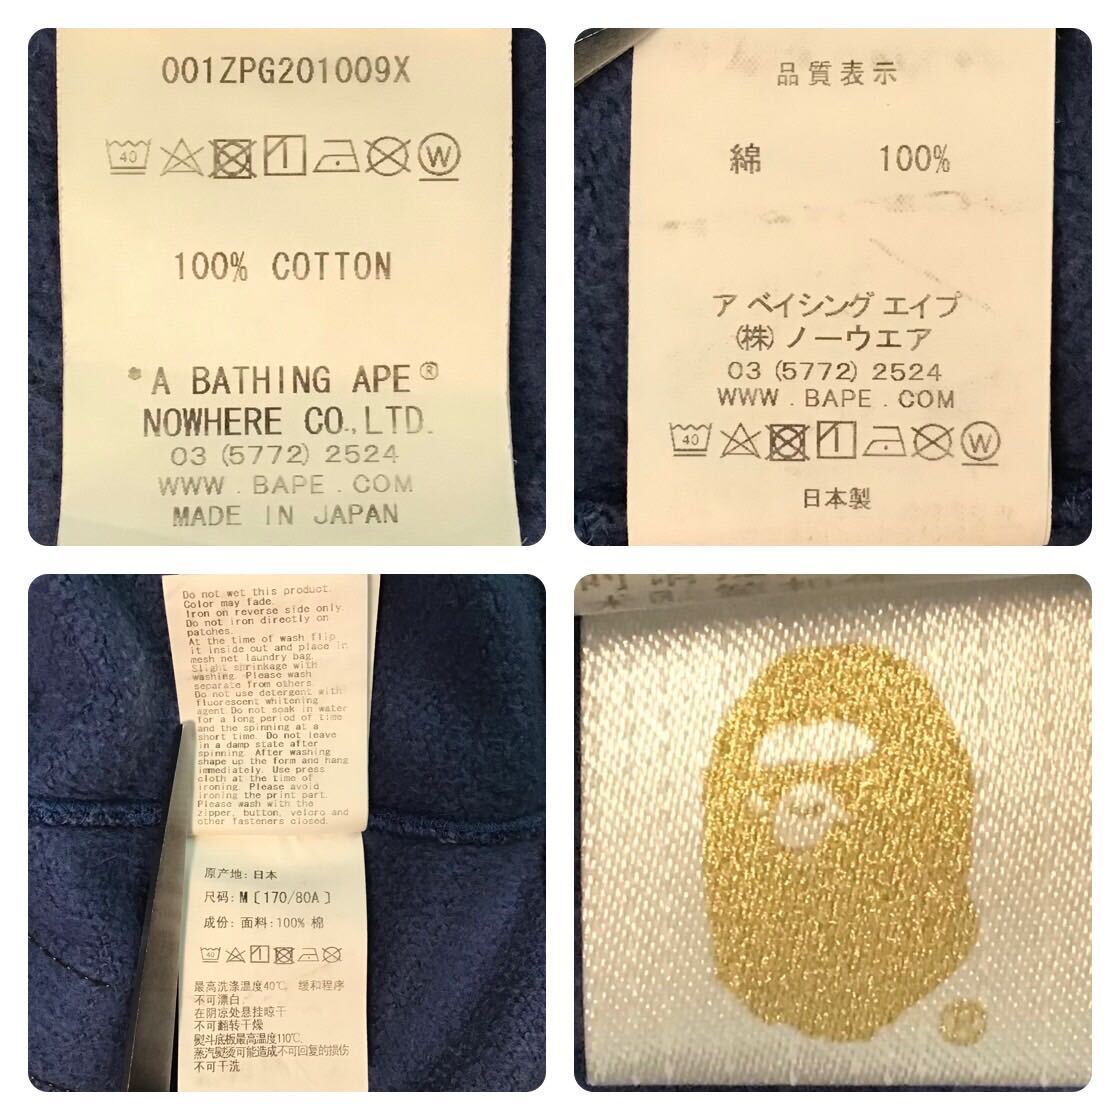 001ZPG201009X
40
W
100% COTTON
A BATHING APE®
NOWHERE CO.,LTD.
03 (5772) 2524
WWW . BAPE . COM
MADE IN JAPAN
品質表示
綿 100%
ア ベイシング エイプ
(株) ノーウエア
03 (5772) 2524
WWW . BAPE . COM
40
W
日本製
Do not wet this product.
Color may fade.
Iron on reverse side only.
Do not iron directly on
patches.
At the time of wash flip
it inside out and place in
mesh net laundry bag.
Slight shrinkage with
washing. Please wash
separate from others.
Do not use detergent with
fluorescent whitening
agent.Do not soak in water
for a long period of time
and the spinning at a
short time. Do not leave
in a damp state after
spinning. After washing
shape up the form and hang
immediately. Use press
cloth at the time of
ironing. Please avoid
ironing the print part.
Please wash with the
zipper, button, velcro and
other fasteners closed.
原产地: 日本
尺码: M [170/80A]
成份: 面料: 100% 棉
40
最高洗涤温度40℃, 缓和程序
不可漂白
在阴凉处悬挂晾干
不可翻转干燥
熨斗底板最高温度110℃,
蒸汽熨烫可能造成不可回复的损伤
不可干洗